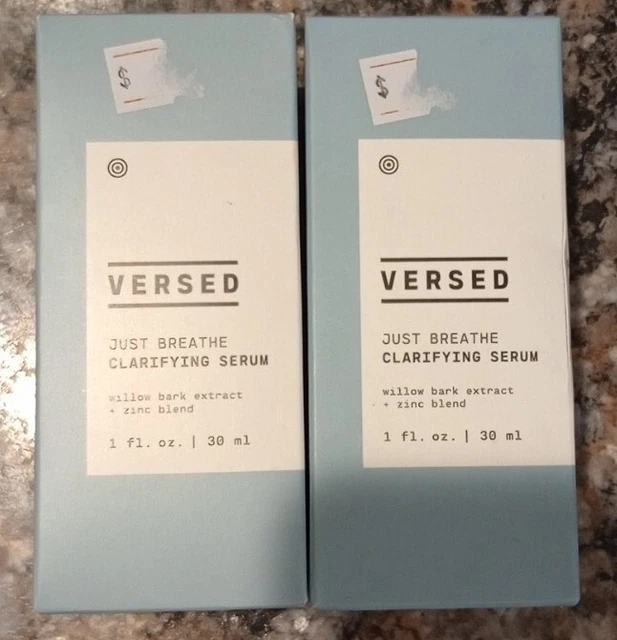 $
VERSED
JUST BREATHE
CLARIFYING SERUM
willow bark extract
+ zinc blend
1 fl. oz. | 30 ml
$
VERSED
JUST BREATHE
CLARIFYING SERUM
willow bark extract
+ zinc blend
1 fl. oz. | 30 ml